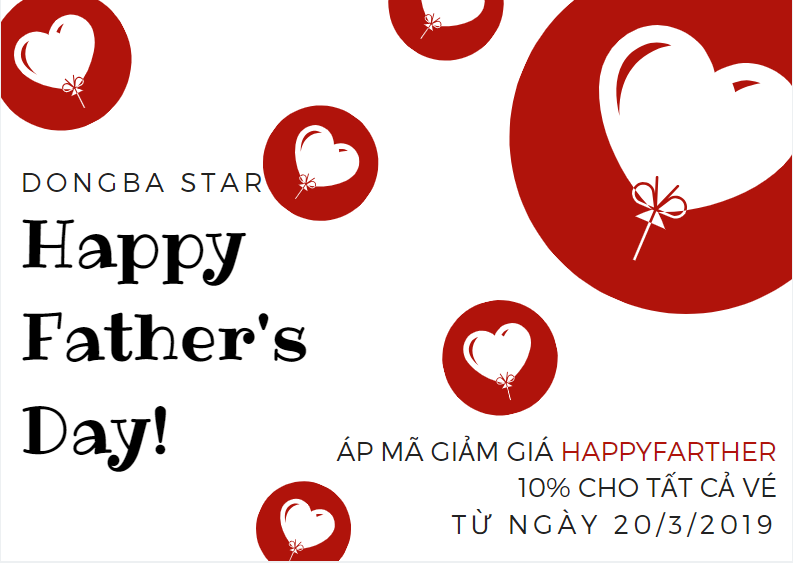 DONGBA STAR
Happy
Father's
Day!
ÁP MÃ GIẢM GIÁ HAPPYFARTHER
10% CHO TẤT CẢ VÉ
TỪ NGÀY 20/3/2019